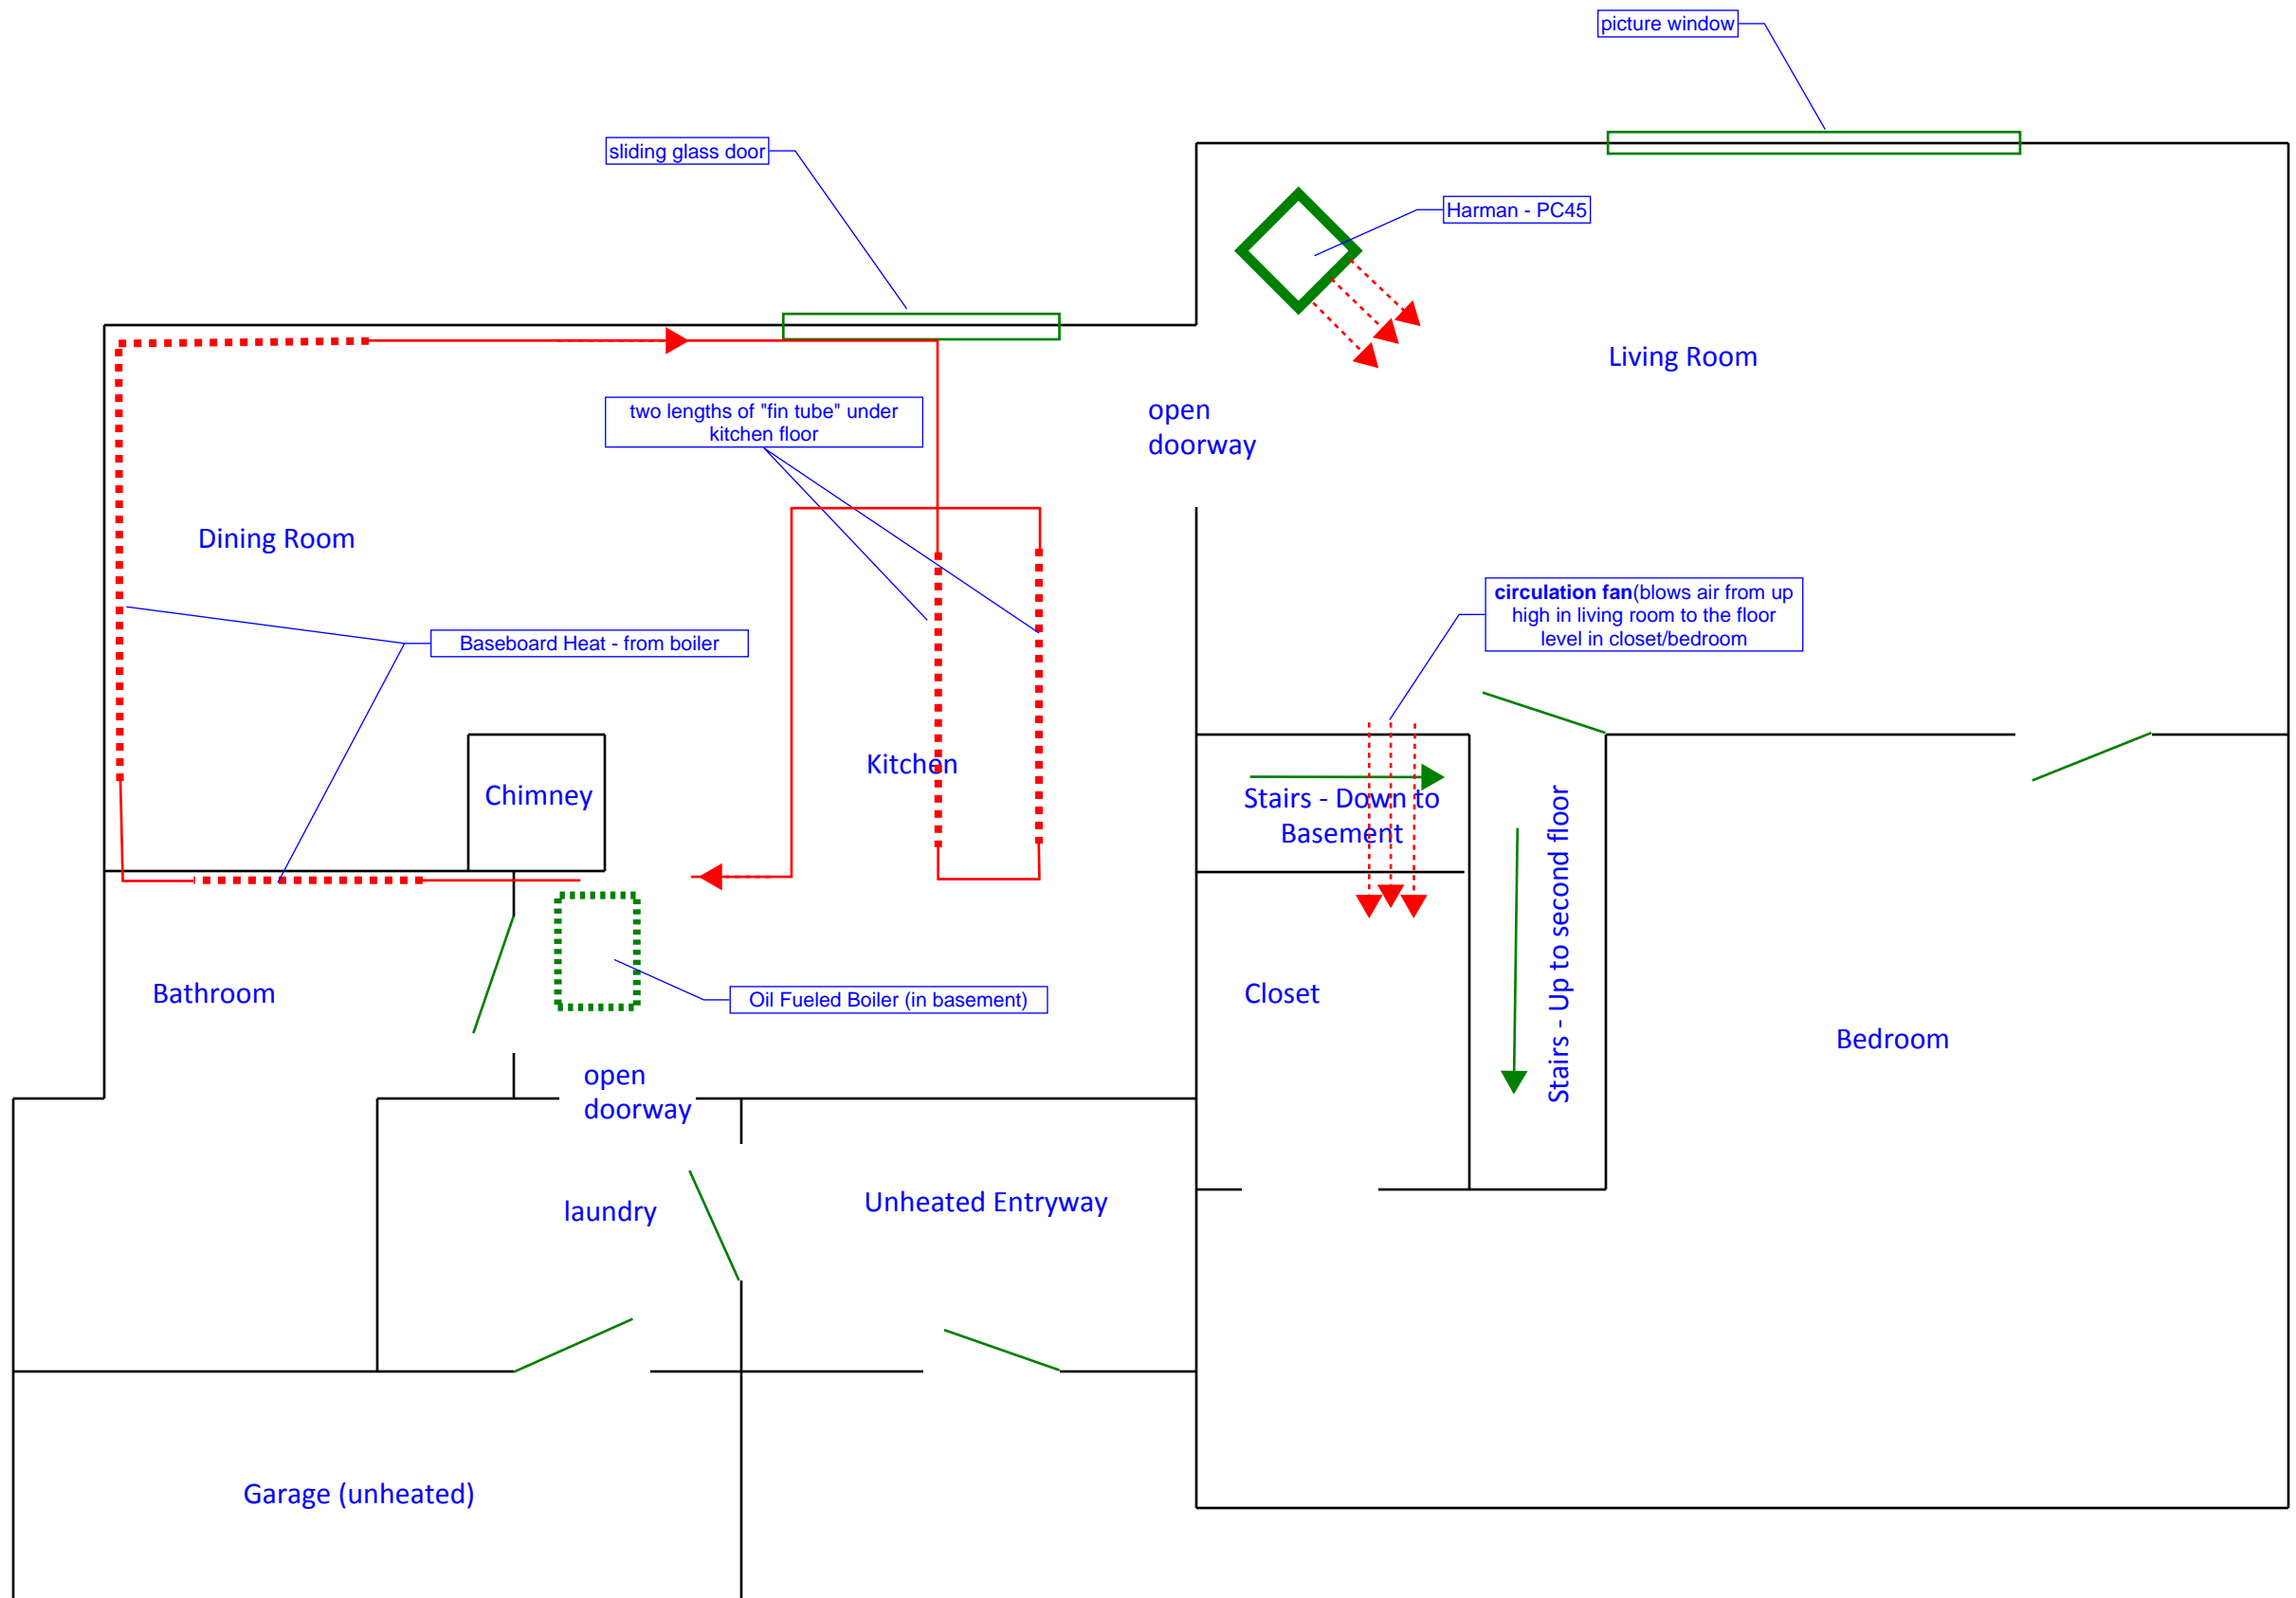 picture window
sliding glass door
Harman - PC45
Living Room
two lengths of "fin tube" under
kitchen floor
open
doorway
Dining Room
circulation fan(blows air from up
high in living room to the floor
level in closet/bedroom
Baseboard Heat - from boiler
Kitchen
Chimney
Stairs - Down to
Basement
Stairs - Up to second floor
Bathroom
Oil Fueled Boiler (in basement)
Closet
Bedroom
open
doorway
laundry
Unheated Entryway
Garage (unheated)